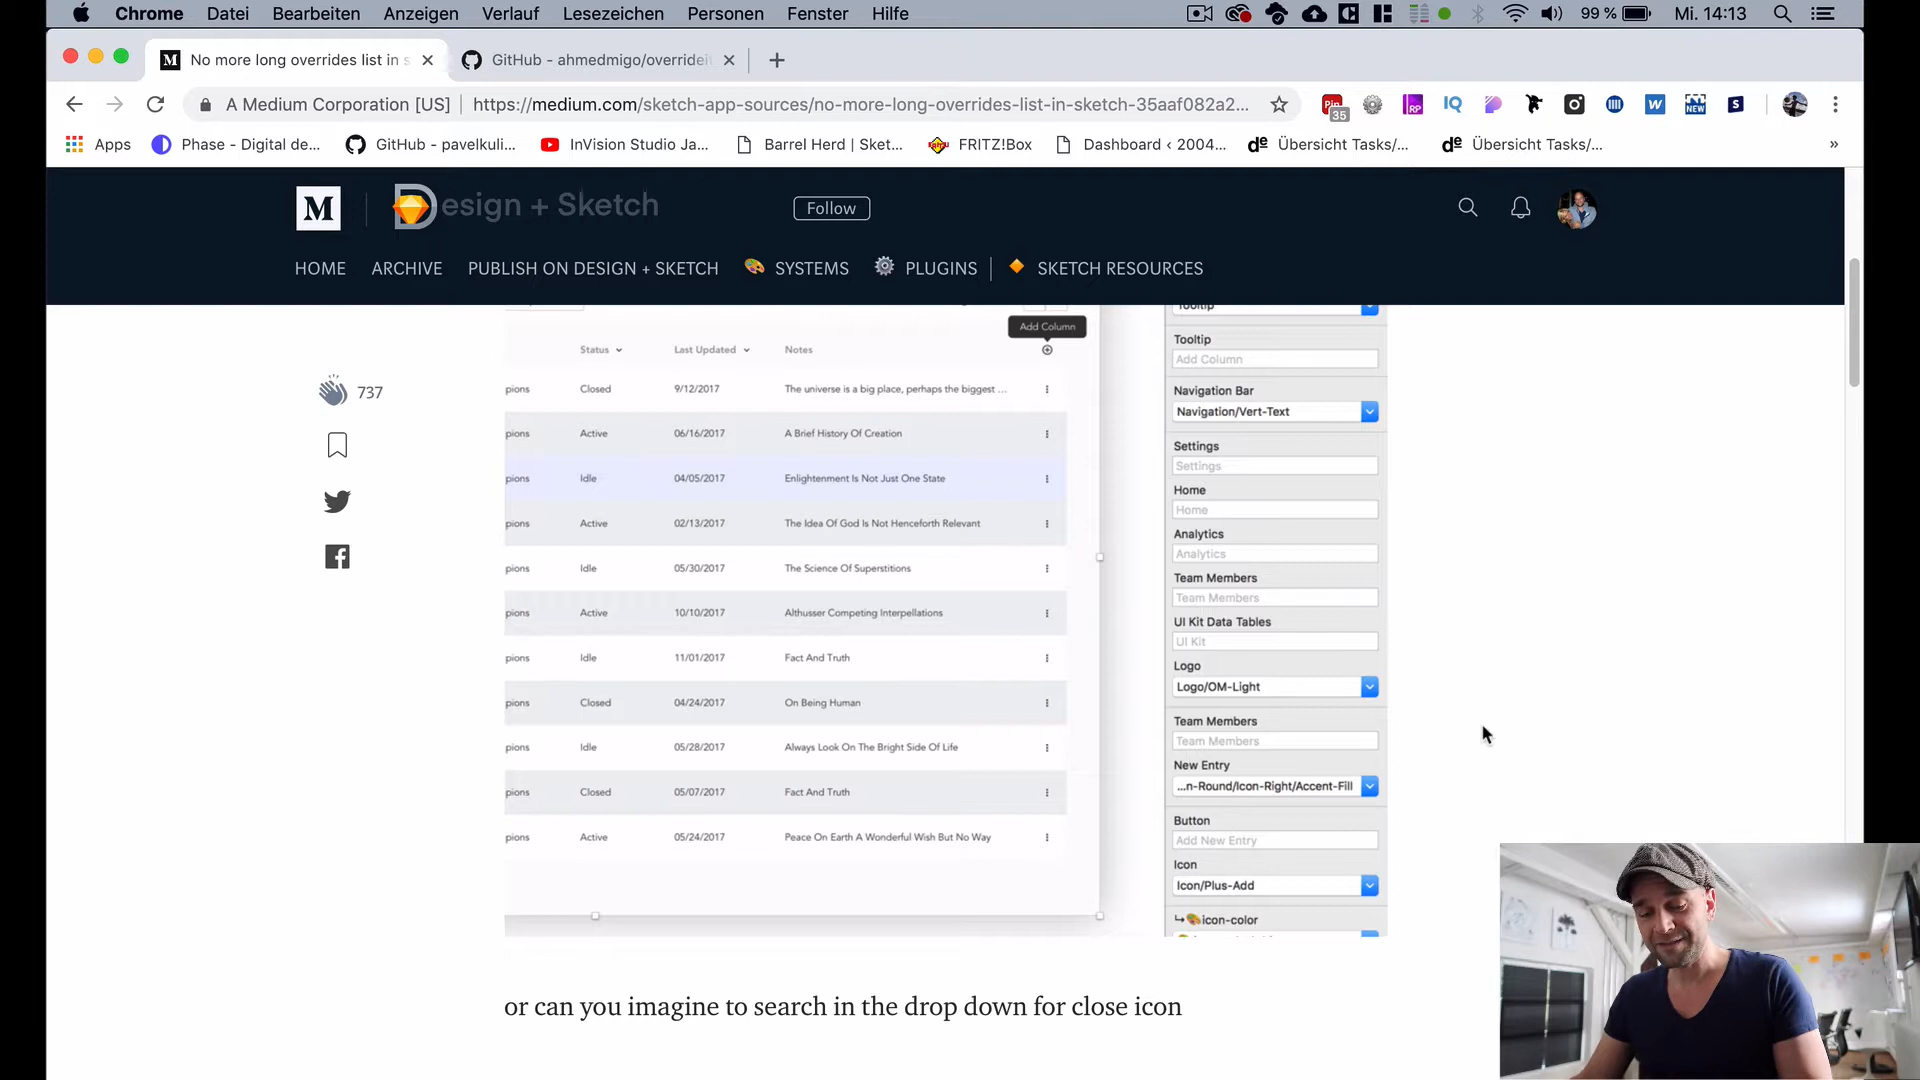 Chrome Datei Bearbeiten Anzeigen Verlauf Lesezeichen Personen Fenster Hilfe 99 % Mi. 14:13
No more long overrides list in s
GitHub - ahmedmigo/overridei
A Medium Corporation [US] https://medium.com/sketch-app-sources/no-more-long-overrides-list-in-sketch-35aaf082a2...
Pin 35 RP IQ W NEW S
Apps Phase - Digital de... GitHub - pavelkuli... InVision Studio Ja... Barrel Herd | Sket... FRITZ!Box Dashboard ‹ 2004... de Übersicht Tasks/... de Übersicht Tasks/... »
M Design + Sketch Follow
HOME ARCHIVE PUBLISH ON DESIGN + SKETCH SYSTEMS PLUGINS SKETCH RESOURCES
737
Add Column
Status Last Updated Notes
pions Closed 9/12/2017 The universe is a big place, perhaps the biggest ...
pions Active 06/16/2017 A Brief History Of Creation
pions Idle 04/05/2017 Enlightenment Is Not Just One State
pions Active 02/13/2017 The Idea Of God Is Not Henceforth Relevant
pions Idle 05/30/2017 The Science Of Superstitions
pions Active 10/10/2017 Althusser Competing Interpellations
pions Idle 11/01/2017 Fact And Truth
pions Closed 04/24/2017 On Being Human
pions Idle 05/28/2017 Always Look On The Bright Side Of Life
pions Closed 05/07/2017 Fact And Truth
pions Active 05/24/2017 Peace On Earth A Wonderful Wish But No Way
Tooltip
Tooltip
Add Column
Navigation Bar
Navigation/Vert-Text
Settings
Settings
Home
Home
Analytics
Analytics
Team Members
Team Members
UI Kit Data Tables
UI Kit
Logo
Logo/OM-Light
Team Members
Team Members
New Entry
...n-Round/Icon-Right/Accent-Fill
Button
Add New Entry
Icon
Icon/Plus-Add
icon-color
or can you imagine to search in the drop down for close icon